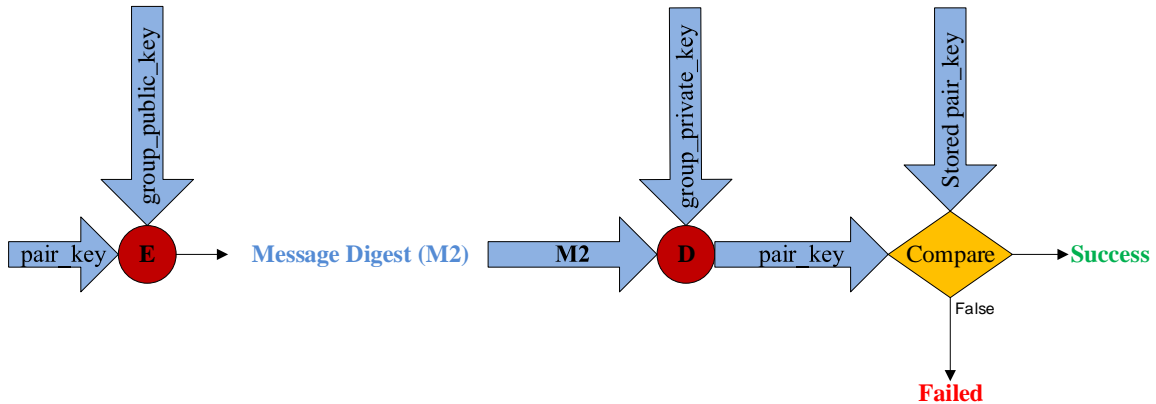 group_public_key
pair_key
E
Message Digest (M2)
group_private_key
M2
D
pair_key
Stored pair_key
Compare
Success
False
Failed